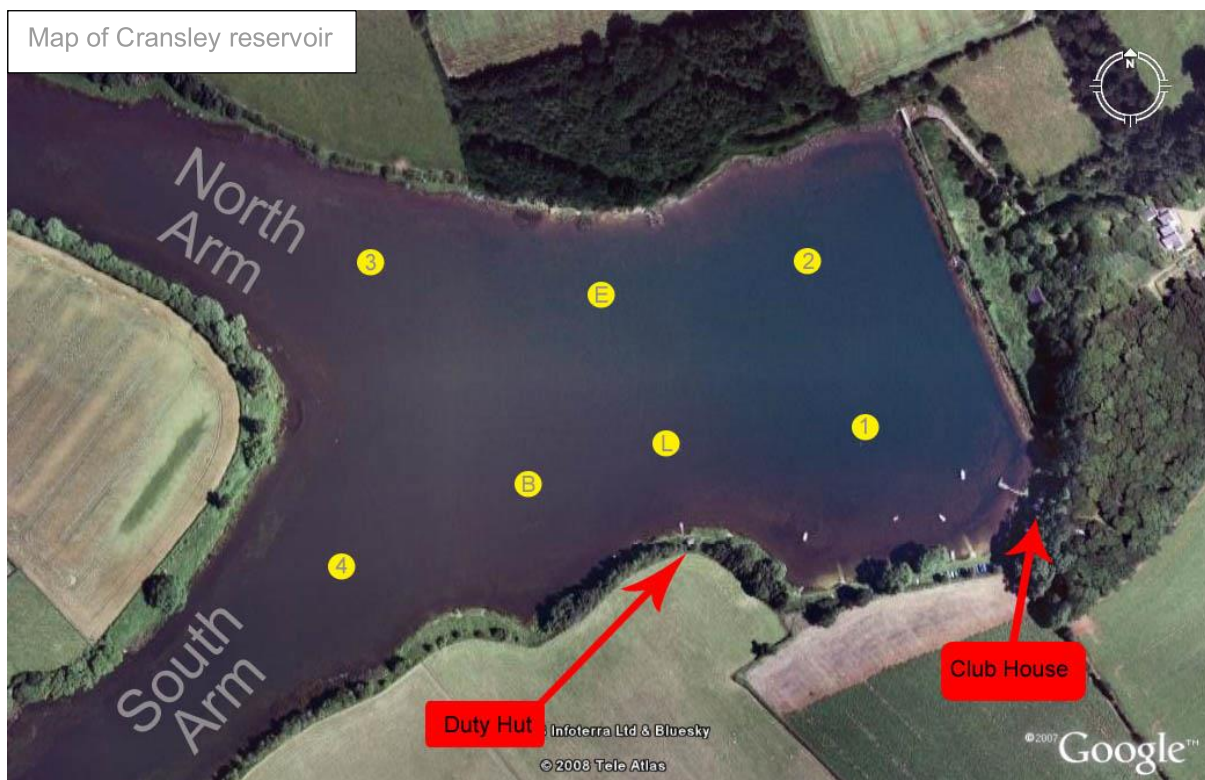 Map of Cransley reservoir
N
North
Arm
3
2
E
1
L
B
4
South
Arm
Club House
Duty Hut
Infoterra Ltd & Bluesky
© 2008 Tele Atlas
©2007 Google™